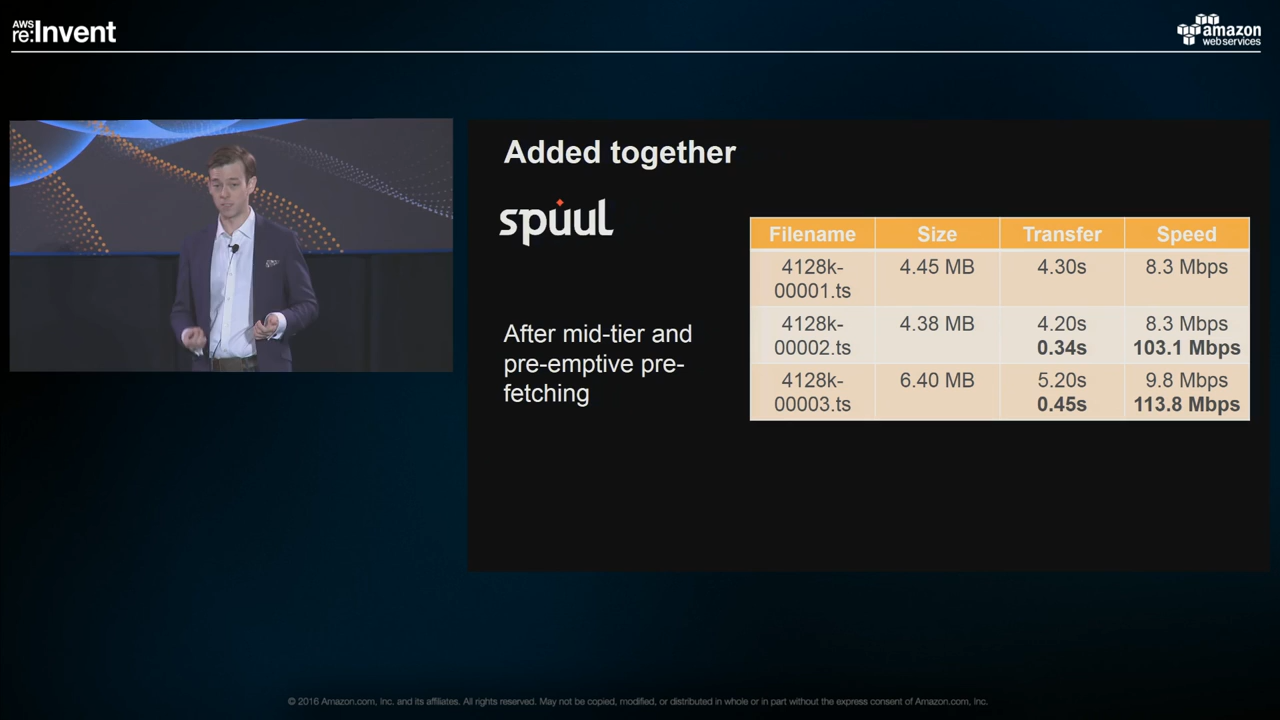 AWS
re:Invent
amazon
web services
Added together
spuul
After mid-tier and
pre-emptive pre-
fetching
Filename Size Transfer Speed
4128k-
00001.ts
4.45 MB 4.30s 8.3 Mbps
4128k-
00002.ts
4.38 MB 4.20s 8.3 Mbps
0.34s 103.1 Mbps
4128k-
00003.ts
6.40 MB 5.20s 9.8 Mbps
0.45s 113.8 Mbps
© 2016 Amazon.com, Inc. and its affiliates. All rights reserved. May not be copied, modified, or distributed in whole or in part without the express consent of Amazon.com, Inc.